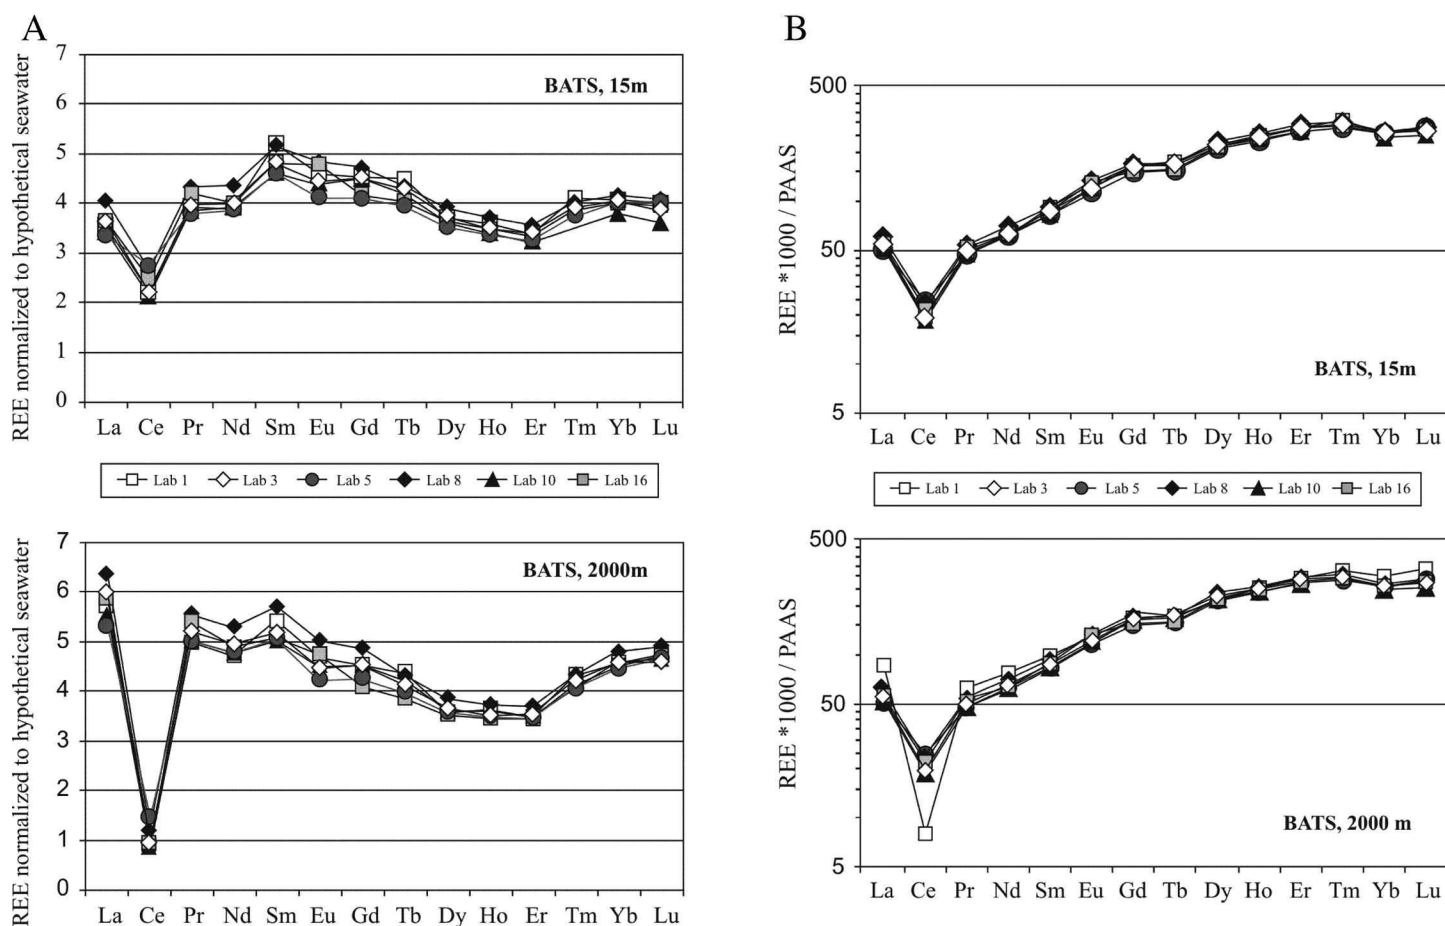 A
REE normalized to hypothetical seawater
7
6
5
4
3
2
1
0
BATS, 15m
La Ce Pr Nd Sm Eu Gd Tb Dy Ho Er Tm Yb Lu
Lab 1 Lab 3 Lab 5 Lab 8 Lab 10 Lab 16
REE normalized to hypothetical seawater
7
6
5
4
3
2
1
0
BATS, 2000m
La Ce Pr Nd Sm Eu Gd Tb Dy Ho Er Tm Yb Lu
B
REE *1000 / PAAS
500
50
5
BATS, 15m
La Ce Pr Nd Sm Eu Gd Tb Dy Ho Er Tm Yb Lu
Lab 1 Lab 3 Lab 5 Lab 8 Lab 10 Lab 16
REE *1000 / PAAS
500
50
5
BATS, 2000 m
La Ce Pr Nd Sm Eu Gd Tb Dy Ho Er Tm Yb Lu